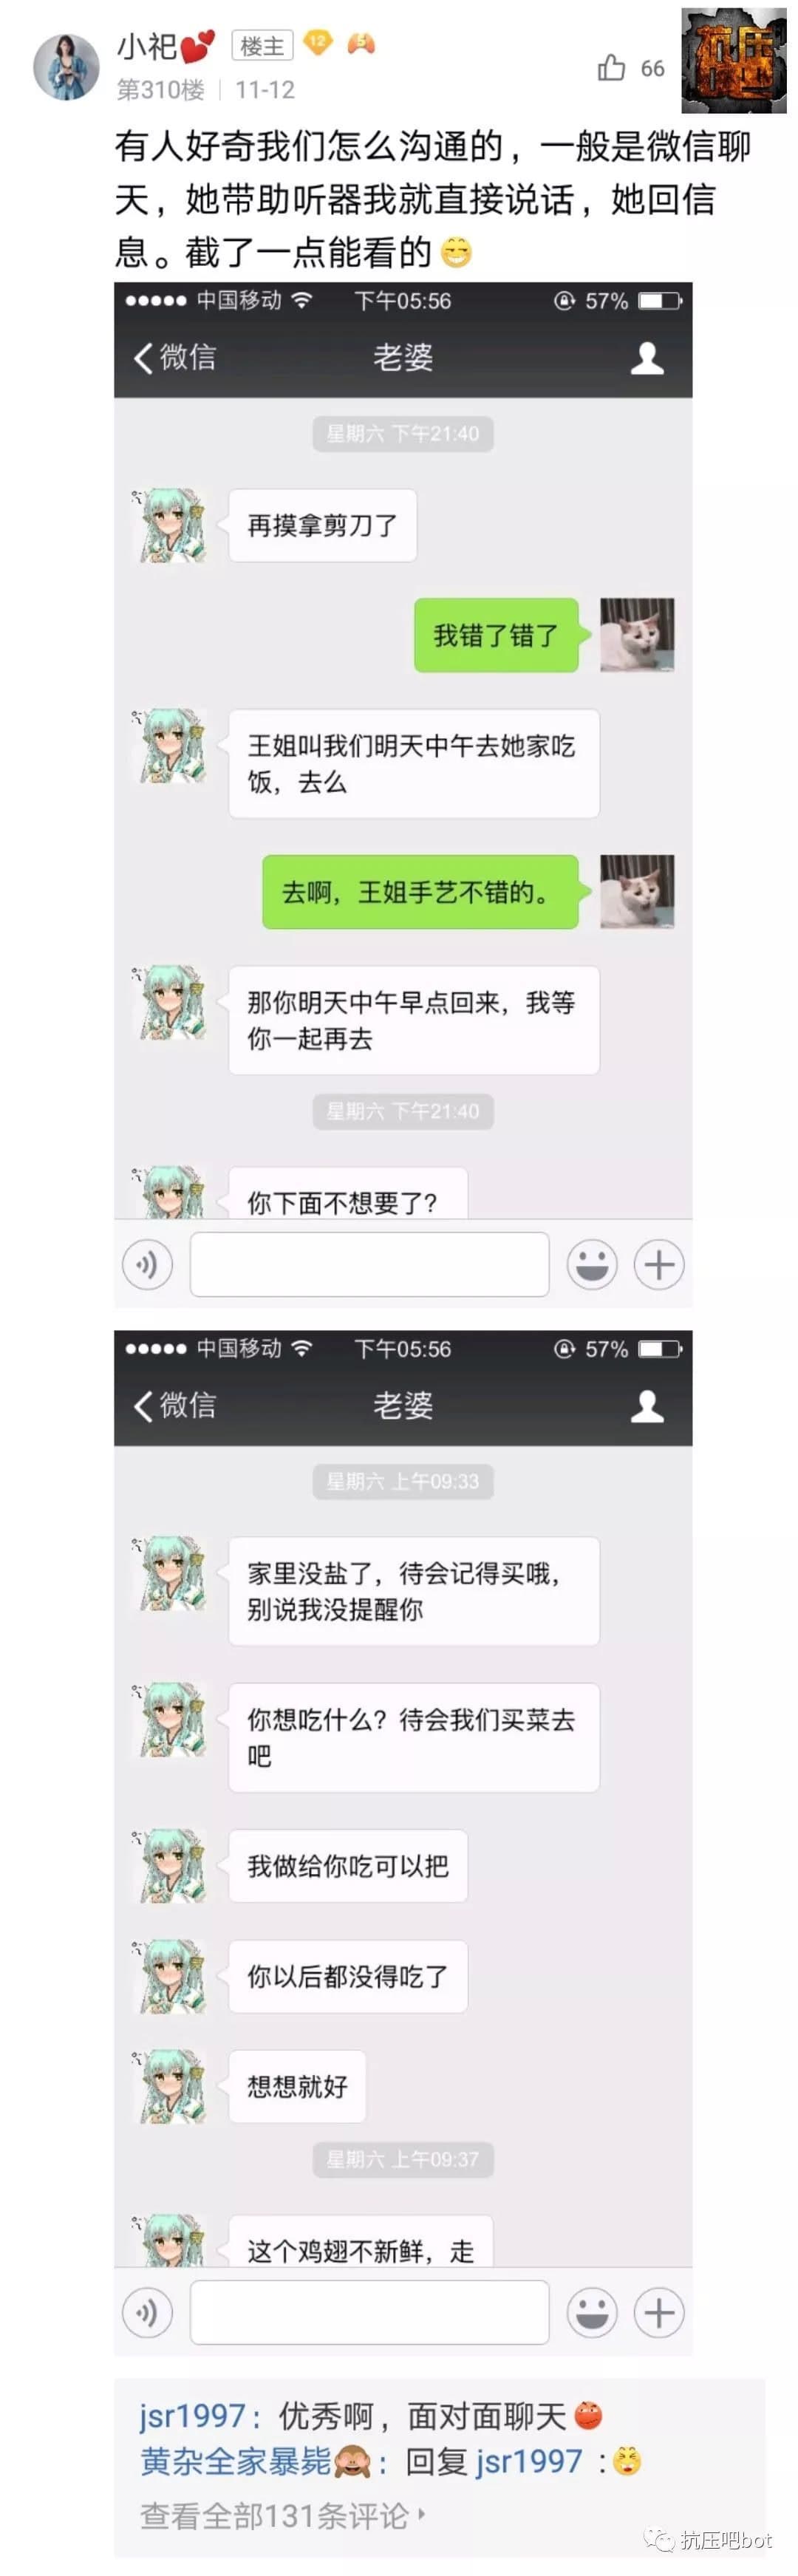 小祀💕 楼主 12 5
第310楼 | 11-12
66
抗压
有人好奇我们怎么沟通的，一般是微信聊
天，她带助听器我就直接说话，她回信
息。截了一点能看的😁
中国移动 下午05:56 57%
微信 老婆
星期六 下午21:40
再摸拿剪刀了
我错了错了
王姐叫我们明天中午去她家吃
饭，去么
去啊，王姐手艺不错的。
那你明天中午早点回来，我等
你一起再去
星期六 下午21:40
你下面不想要了？
中国移动 下午05:56 57%
微信 老婆
星期六 上午09:33
家里没盐了，待会记得买哦，
别说我没提醒你
你想吃什么？待会我们买菜去
吧
我做给你吃可以把
你以后都没得吃了
想想就好
星期六 上午09:37
这个鸡翅不新鲜，走
jsr1997：优秀啊，面对面聊天
黄杂全家暴毙🙈：回复 jsr1997 :
查看全部131条评论
抗压吧bot